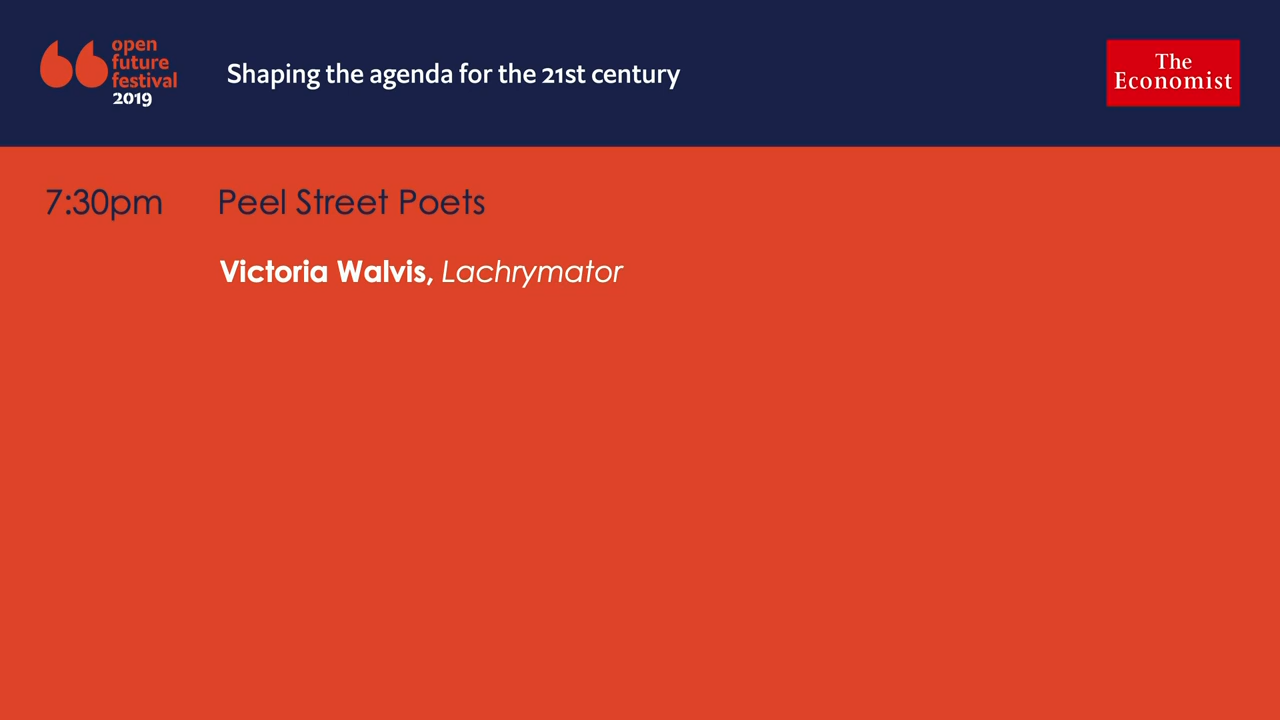 open
future
festival
2019
Shaping the agenda for the 21st century
The
Economist
7:30pm Peel Street Poets
Victoria Walvis, Lachrymator